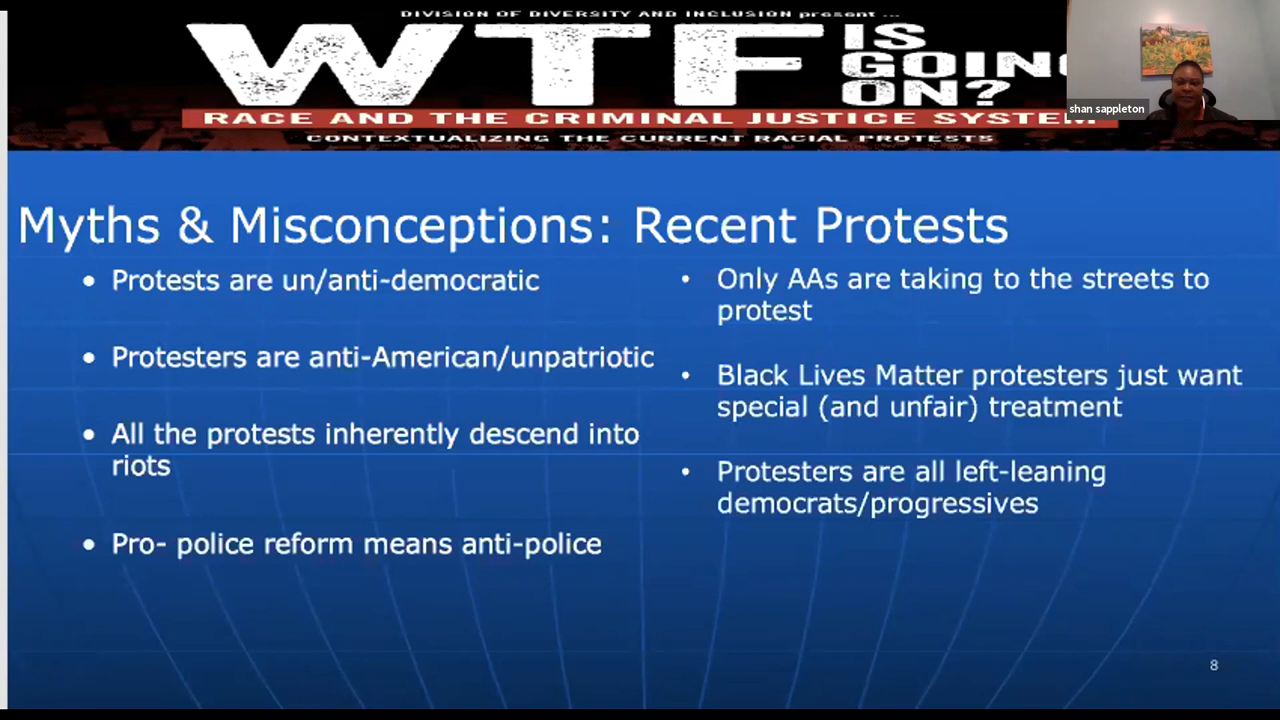 DIVISION OF DIVERSITY AND INCLUSION present ...
WTF IS
GOING
ON?
RACE AND THE CRIMINAL JUSTICE SYSTEM
CONTEXTUALIZING THE CURRENT RACIAL PROTESTS
shan sappleton
Myths & Misconceptions: Recent Protests
• Protests are un/anti-democratic
• Protesters are anti-American/unpatriotic
• All the protests inherently descend into
riots
• Pro- police reform means anti-police
• Only AAs are taking to the streets to
protest
• Black Lives Matter protesters just want
special (and unfair) treatment
• Protesters are all left-leaning
democrats/progressives
8